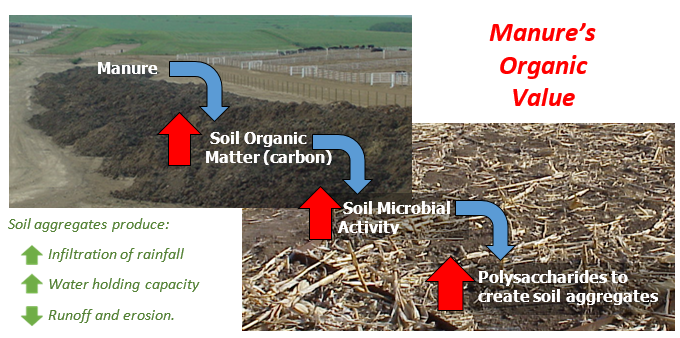 Manure's
Organic
Value
Manure
Soil Organic
Matter (carbon)
Soil Microbial
Activity
Polysaccharides to
create soil aggregates
Soil aggregates produce:
Infiltration of rainfall
Water holding capacity
Runoff and erosion.